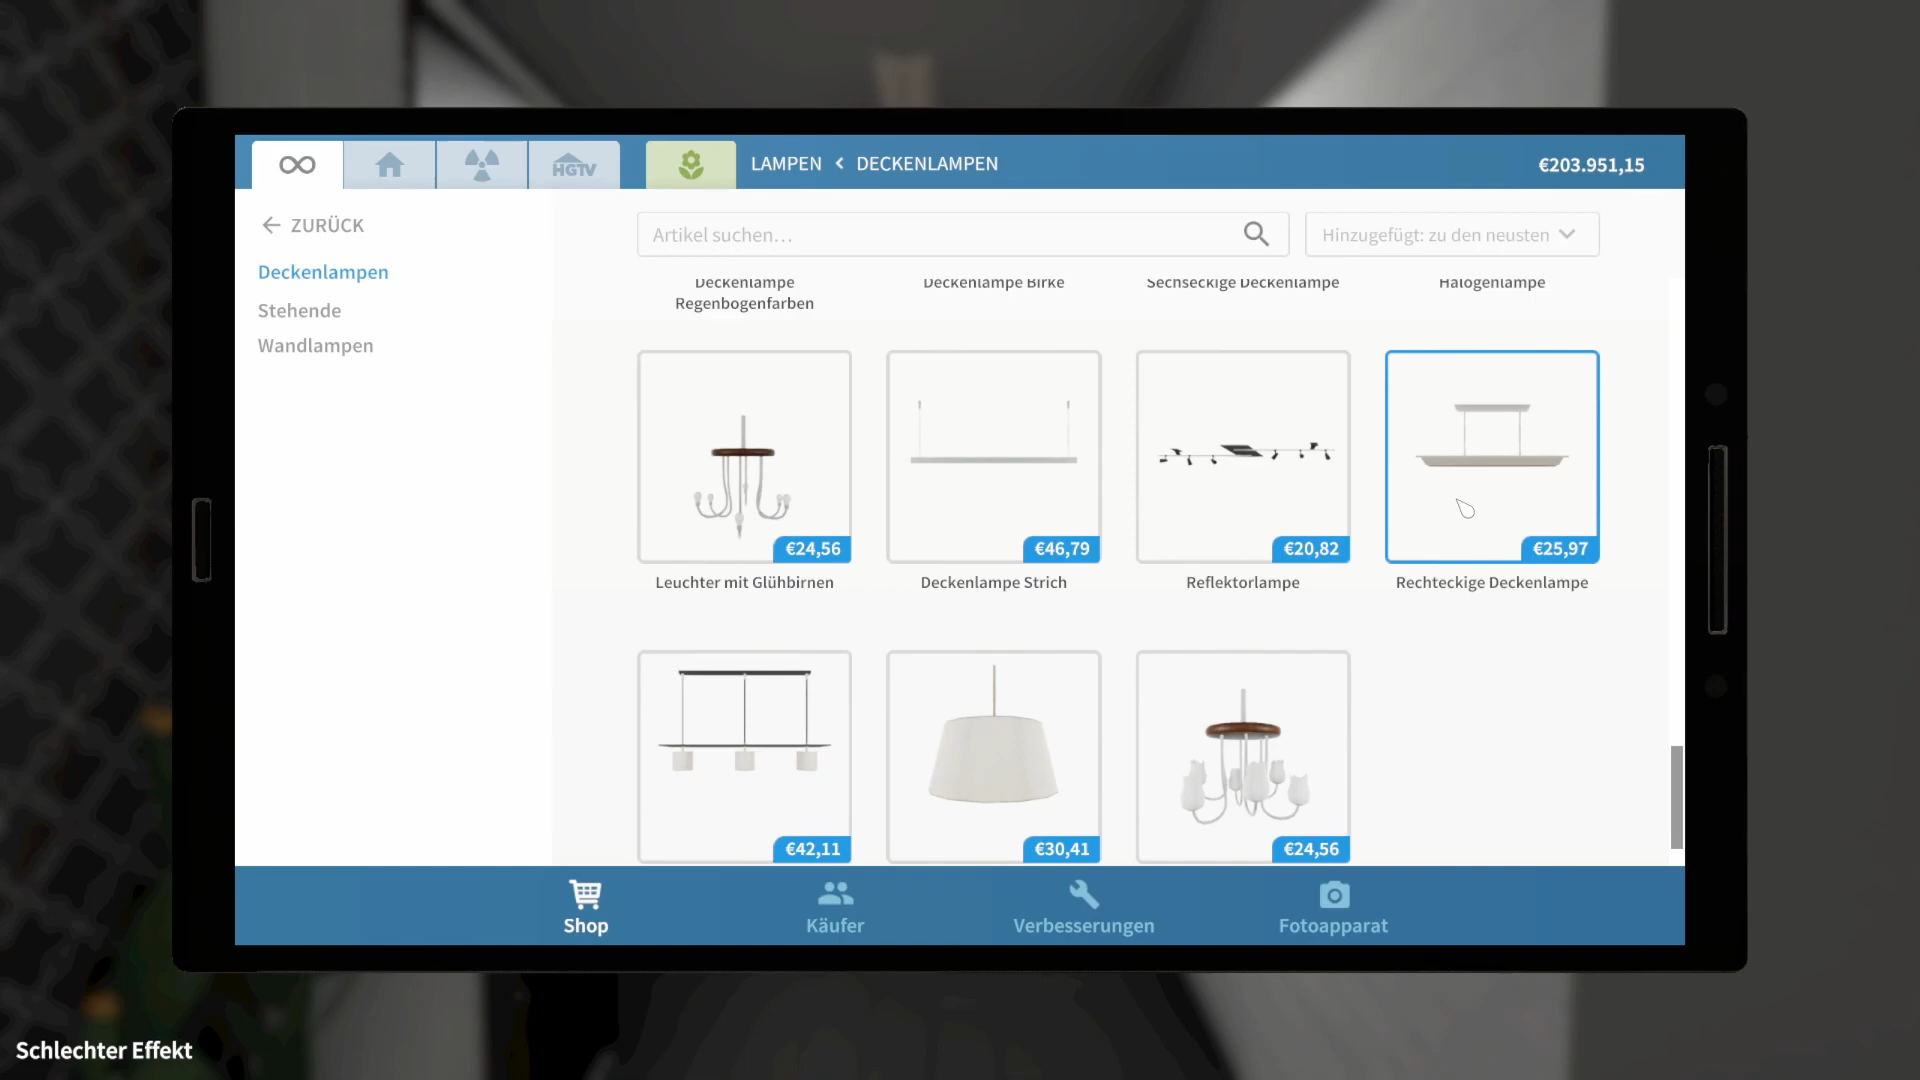 HGTV
LAMPEN < DECKENLAMPEN
€203.951,15
ZURÜCK
Deckenlampen
Stehende
Wandlampen
Artikel suchen...
Hinzugefügt: zu den neusten
Deckenlampe
Regenbogenfarben
Deckenlampe Birke
Sechseckige Deckenlampe
Halogenlampe
€24,56
€46,79
€20,82
€25,97
Leuchter mit Glühbirnen
Deckenlampe Strich
Reflektorlampe
Rechteckige Deckenlampe
€42,11
€30,41
€24,56
Shop
Käufer
Verbesserungen
Fotoapparat
Schlechter Effekt